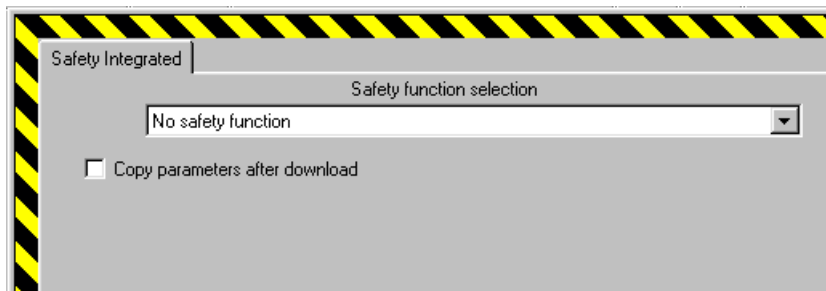 Safety Integrated
Safety function selection
No safety function
Copy parameters after download